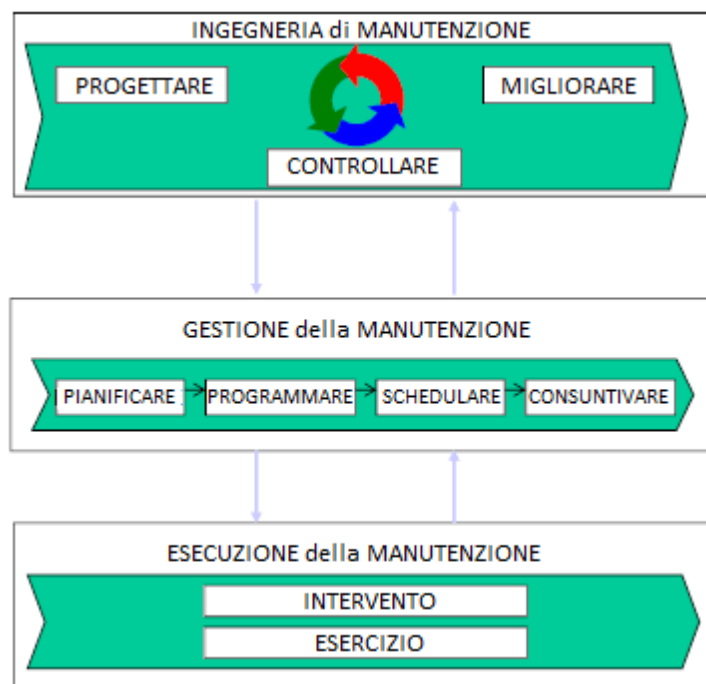 INGEGNERIA di MANUTENZIONE
PROGETTARE
MIGLIORARE
CONTROLLARE
GESTIONE della MANUTENZIONE
PIANIFICARE
PROGRAMMARE
SCHEDULARE
CONSUNTIVARE
ESECUZIONE della MANUTENZIONE
INTERVENTO
ESERCIZIO